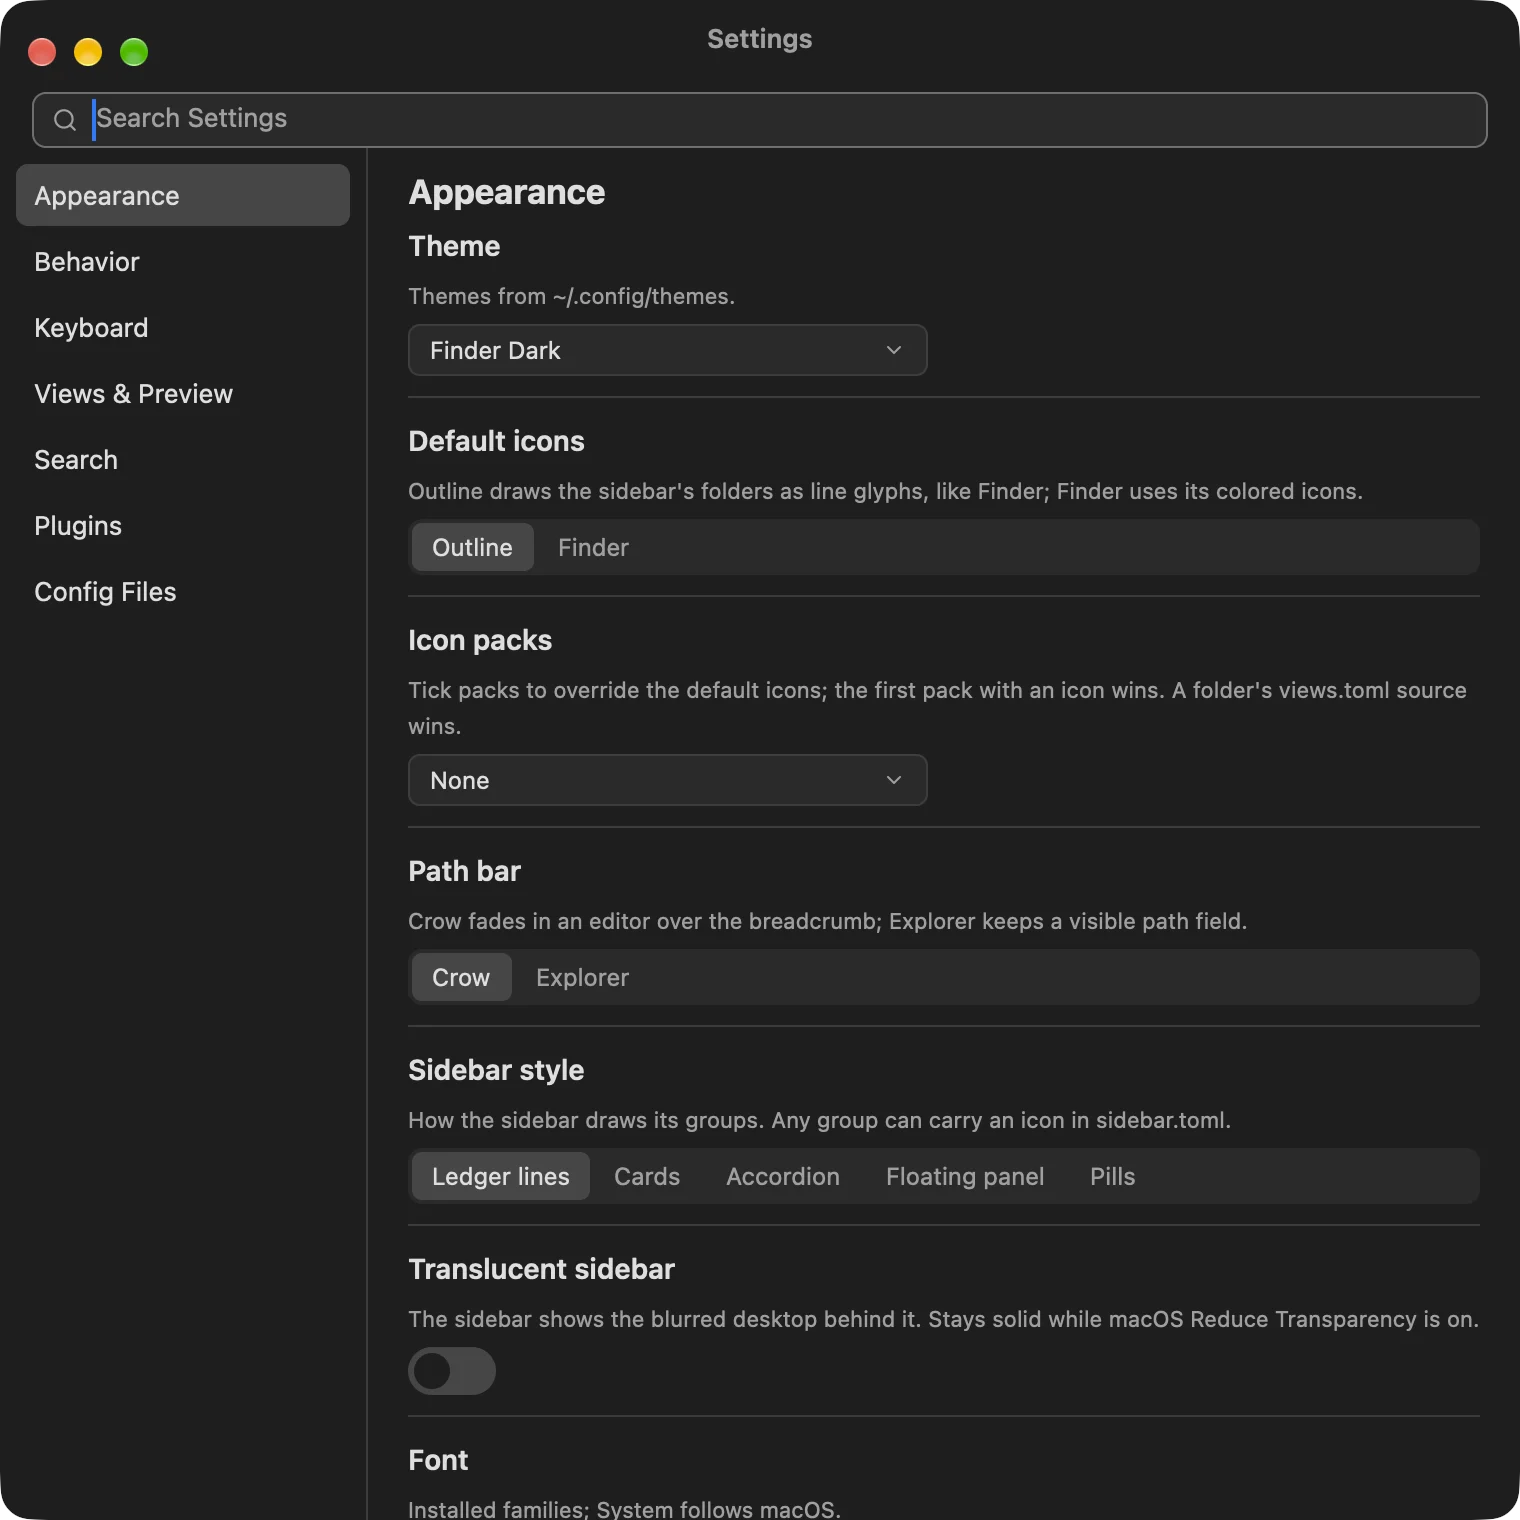 Settings
Search Settings
Appearance
Behavior
Keyboard
Views & Preview
Search
Plugins
Config Files
Appearance
Theme
Themes from ~/.config/themes.
Finder Dark
Default icons
Outline draws the sidebar's folders as line glyphs, like Finder; Finder uses its colored icons.
Outline Finder
Icon packs
Tick packs to override the default icons; the first pack with an icon wins. A folder's views.toml source
wins.
None
Path bar
Crow fades in an editor over the breadcrumb; Explorer keeps a visible path field.
Crow Explorer
Sidebar style
How the sidebar draws its groups. Any group can carry an icon in sidebar.toml.
Ledger lines Cards Accordion Floating panel Pills
Translucent sidebar
The sidebar shows the blurred desktop behind it. Stays solid while macOS Reduce Transparency is on.
Font
Installed families; System follows macOS.